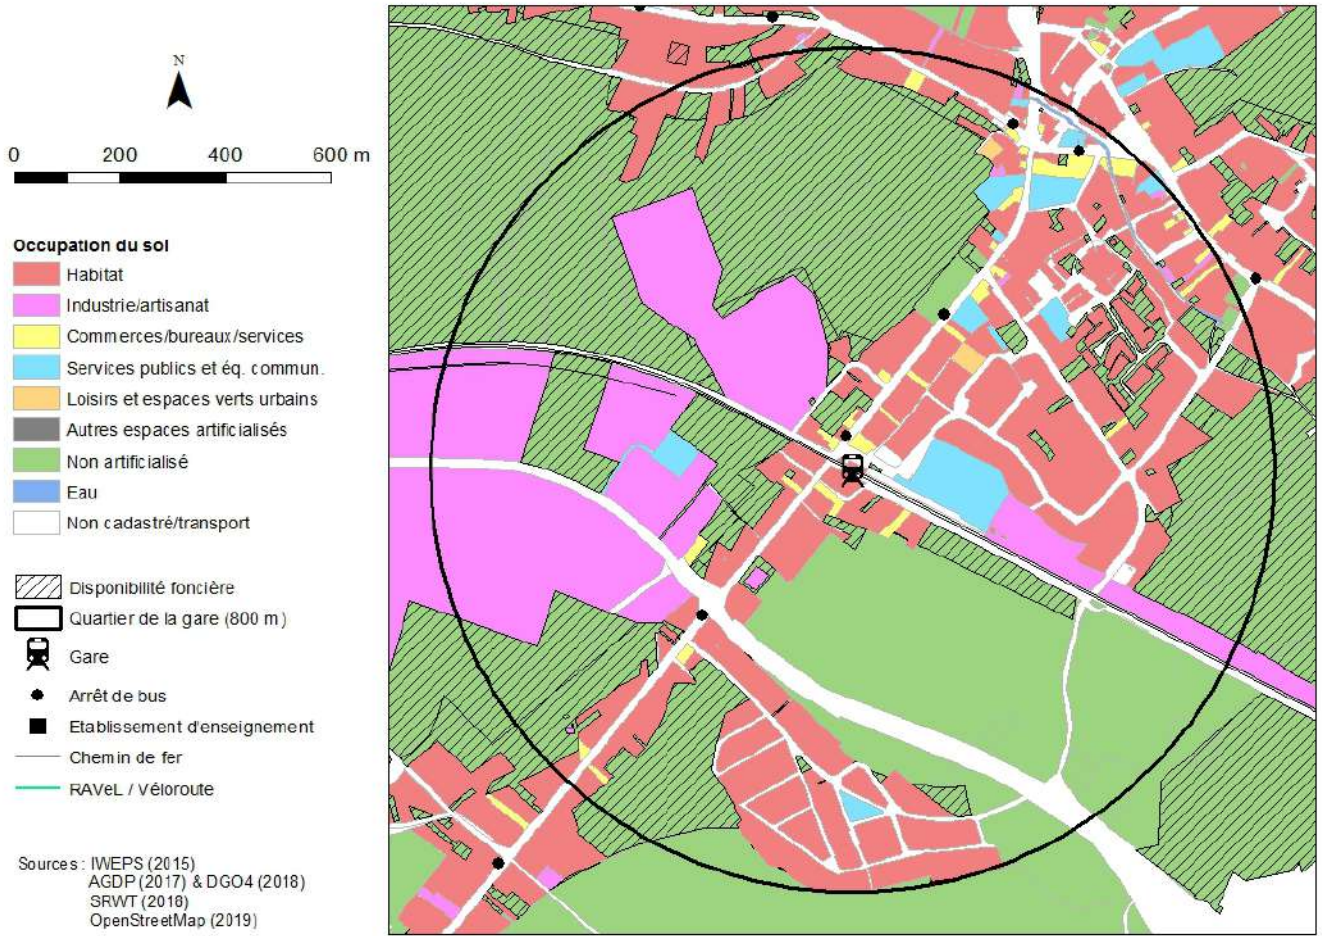 N
0 200 400 600 m
Occupation du sol
Habitat
Industrie/artisanat
Commerces/bureaux/services
Services publics et éq. commun.
Loisirs et espaces verts urbains
Autres espaces artificialisés
Non artificialisé
Eau
Non cadastré/transport
Disponibilité foncière
Quartier de la gare (800 m)
Gare
Arrêt de bus
Etablissement d'enseignement
Chemin de fer
RAVeL / Véloroute
Sources : IWEPS (2015)
AGDP (2017) & DGO4 (2018)
SRWT (2018)
OpenStreetMap (2019)